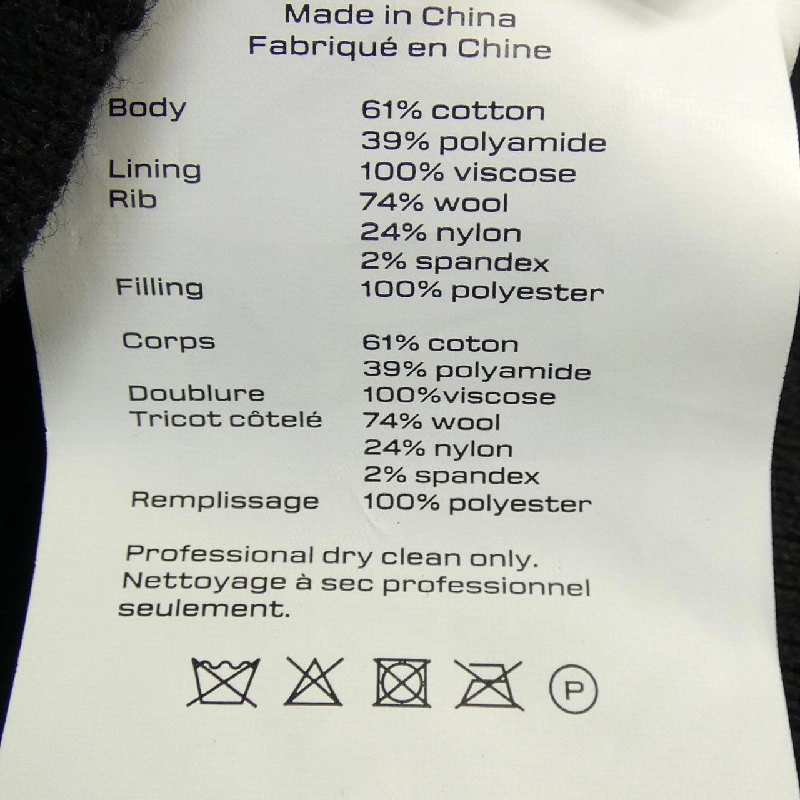 Made in China
Fabriqué en Chine
Body 61% cotton
39% polyamide
Lining 100% viscose
Rib 74% wool
24% nylon
2% spandex
Filling 100% polyester
Corps 61% coton
39% polyamide
Doublure 100%viscose
Tricot côtelé 74% wool
24% nylon
2% spandex
Remplissage 100% polyester
Professional dry clean only.
Nettoyage à sec professionnel
seulement.
P